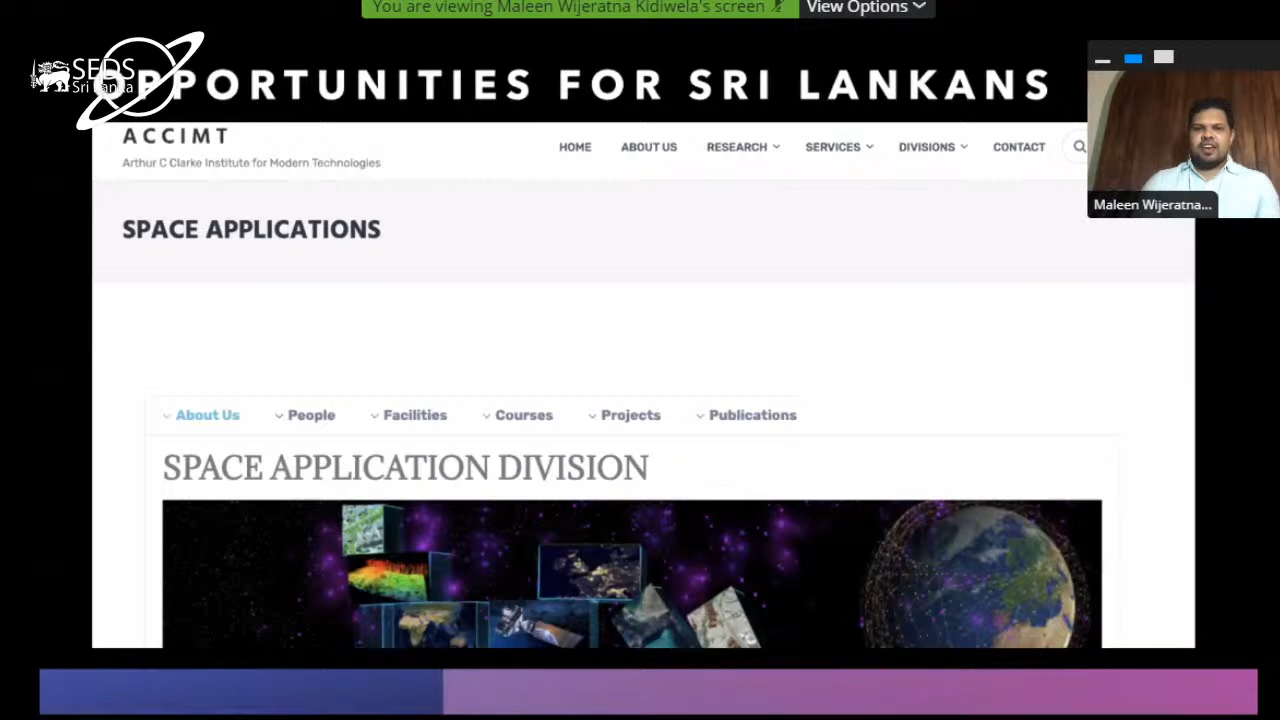 You are viewing Maleen Wijeratna Kidiwela's screen
View Options
SEDS
Sri Lanka
PPORTUNITIES FOR SRI LANKANS
ACCIMT
Arthur C Clarke Institute for Modern Technologies
HOME ABOUT US RESEARCH SERVICES DIVISIONS CONTACT
Maleen Wijeratna...
SPACE APPLICATIONS
About Us People Facilities Courses Projects Publications
SPACE APPLICATION DIVISION